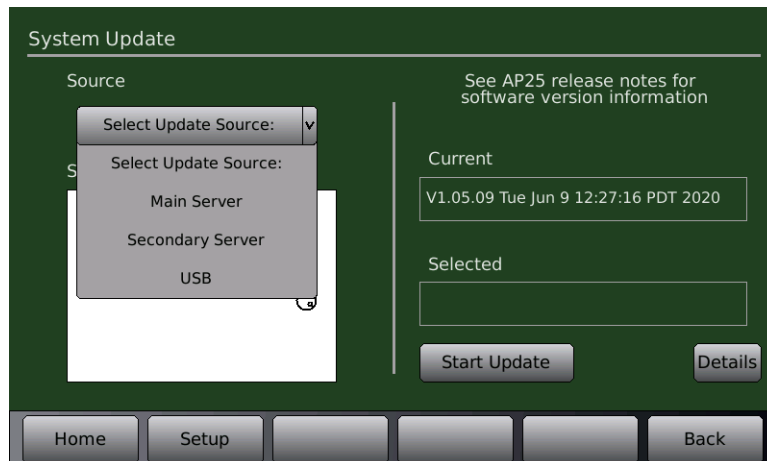 System Update
Source
See AP25 release notes for
software version information
Select Update Source:
Select Update Source:
Main Server
Secondary Server
USB
S
Current
V1.05.09 Tue Jun 9 12:27:16 PDT 2020
Selected
Start Update
Details
Home
Setup
Back